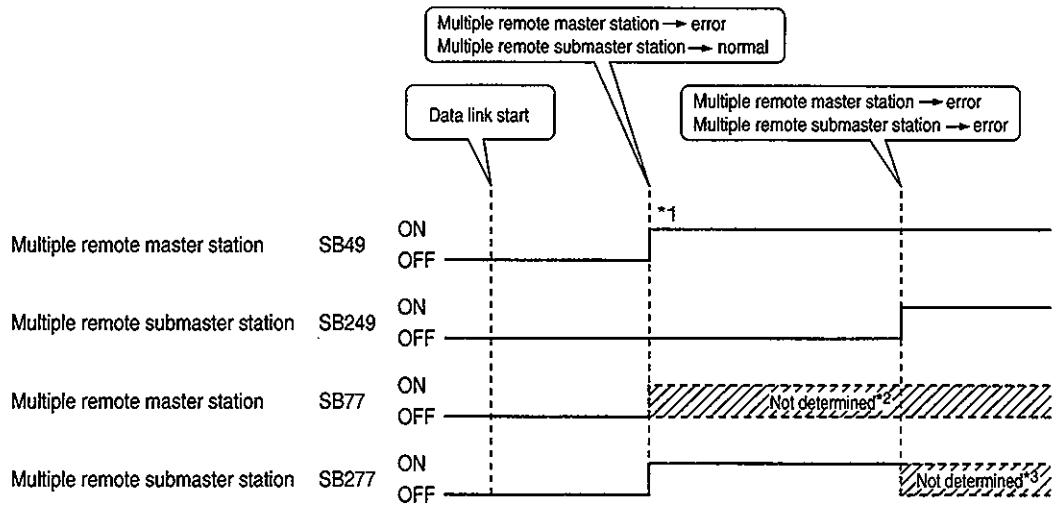 Multiple remote master station → error
Multiple remote submaster station → normal
Data link start
Multiple remote master station → error
Multiple remote submaster station → error
*1
Multiple remote master station SB49 ON
OFF
Multiple remote submaster station SB249 ON
OFF
Multiple remote master station SB77 ON
OFF
Not determined*2
Multiple remote submaster station SB277 ON
OFF
Not determined*3